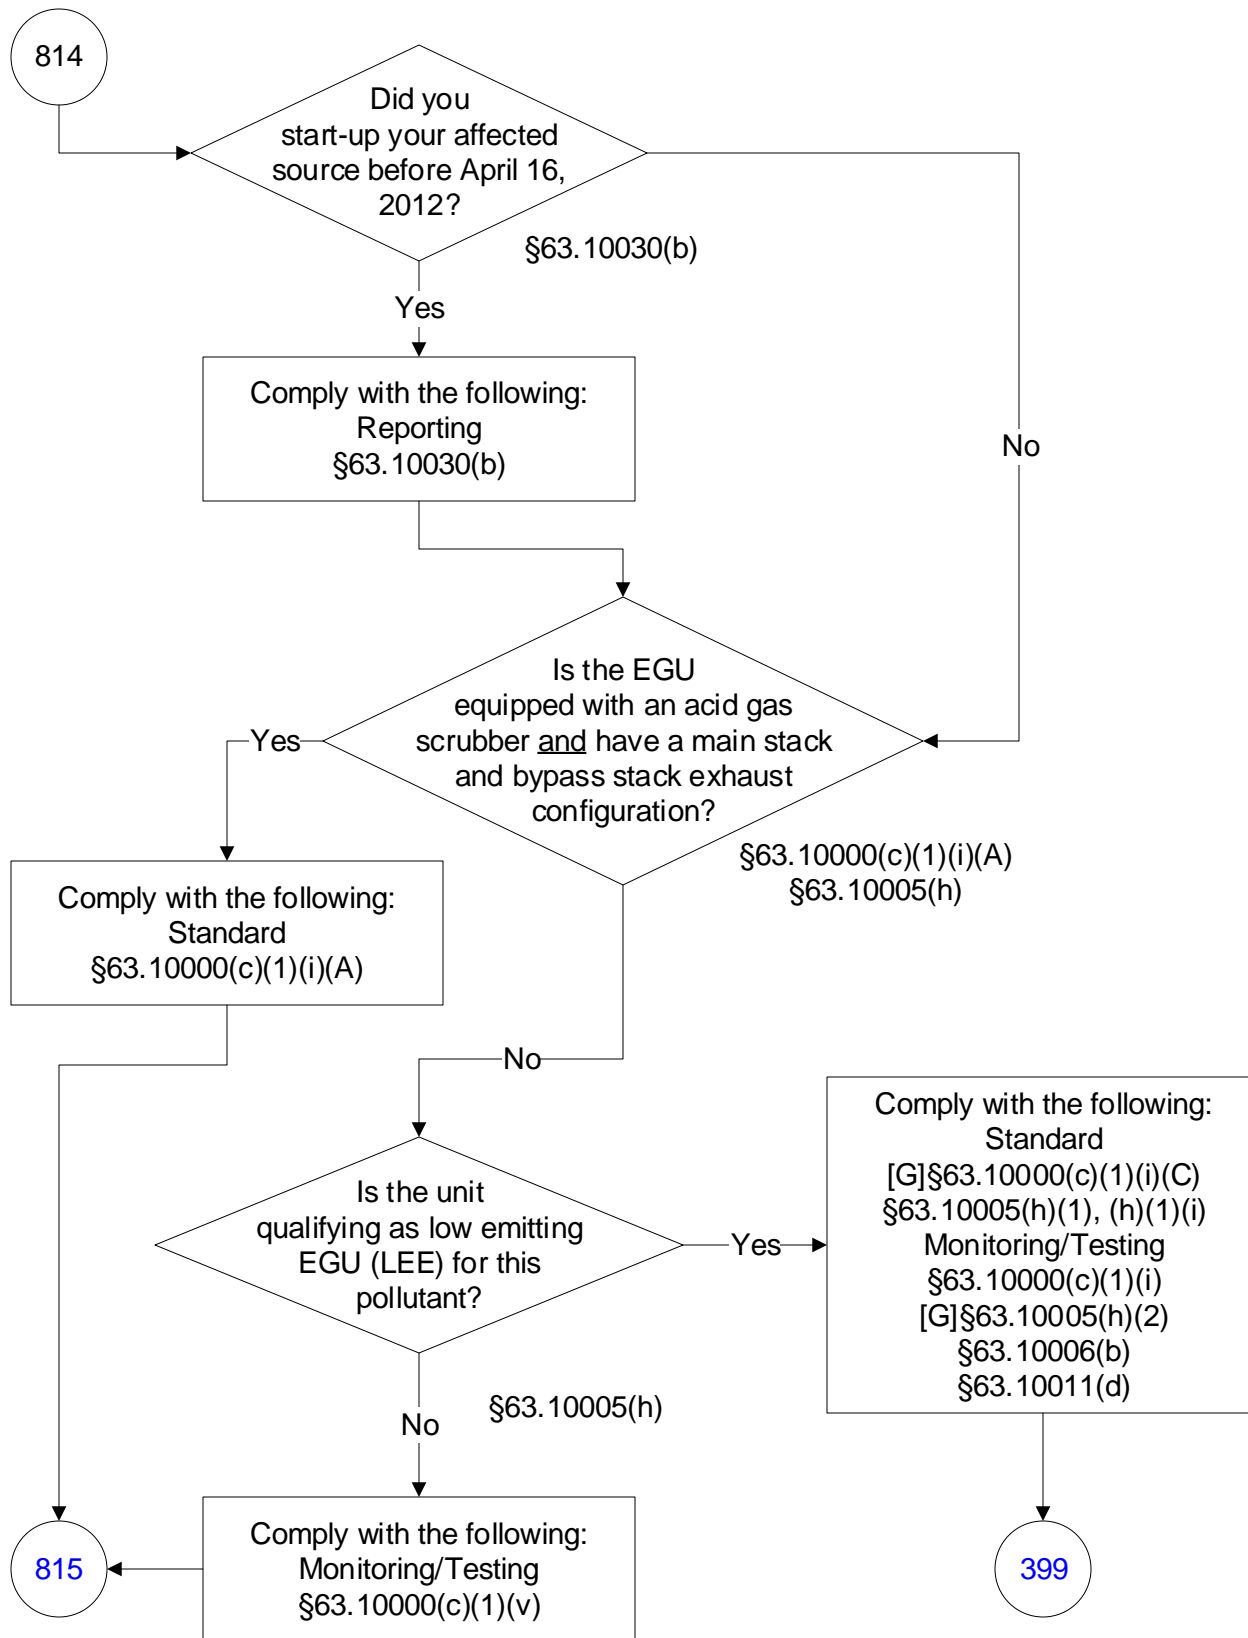 814
Did you
start-up your affected
source before April 16,
2012?
§63.10030(b)
Yes
No
Comply with the following:
Reporting
§63.10030(b)
Is the EGU
equipped with an acid gas
scrubber and have a main stack
and bypass stack exhaust
configuration?
§63.10000(c)(1)(i)(A)
§63.10005(h)
Yes
Comply with the following:
Standard
§63.10000(c)(1)(i)(A)
No
Is the unit
qualifying as low emitting
EGU (LEE) for this
pollutant?
§63.10005(h)
Yes
Comply with the following:
Standard
[G]§63.10000(c)(1)(i)(C)
§63.10005(h)(1), (h)(1)(i)
Monitoring/Testing
§63.10000(c)(1)(i)
[G]§63.10005(h)(2)
§63.10006(b)
§63.10011(d)
No
Comply with the following:
Monitoring/Testing
§63.10000(c)(1)(v)
815
399